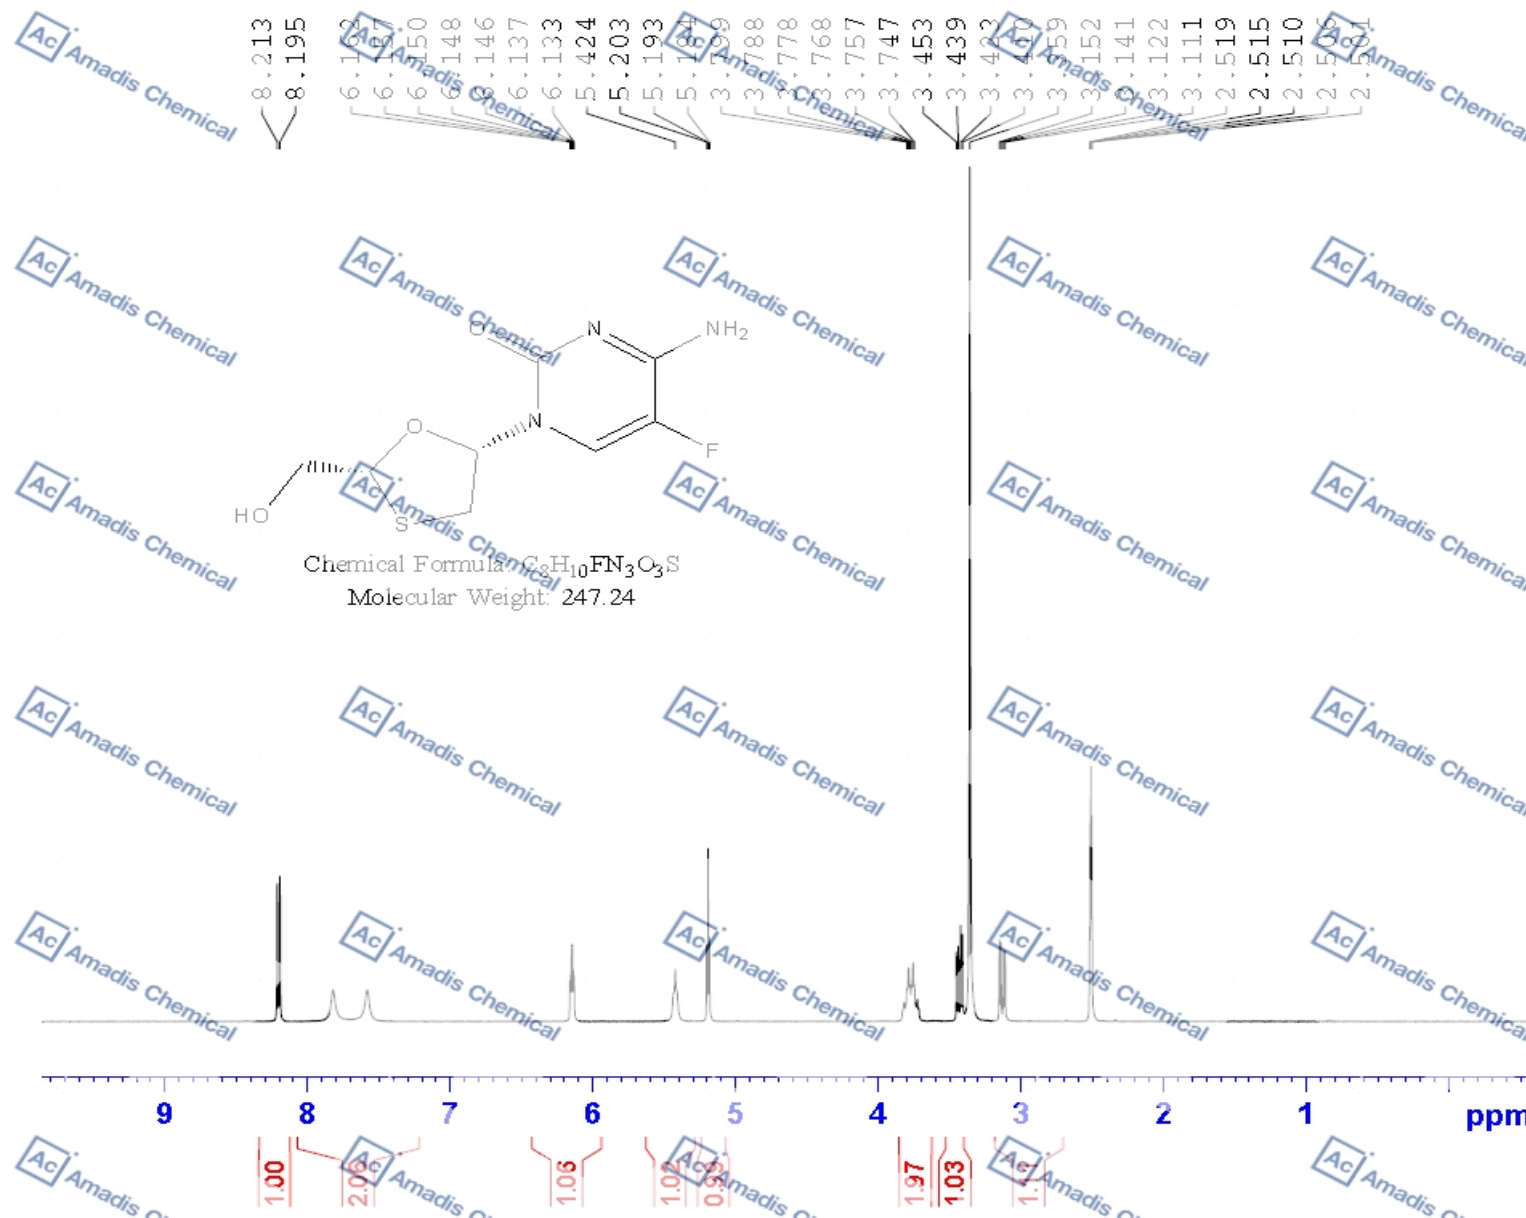 8.213
8.195
6.150
6.148
6.146
6.137
6.133
5.424
5.203
5.193
3.788
3.778
3.768
3.757
3.747
3.453
3.439
3.152
3.141
3.122
3.111
2.519
2.515
2.510
O
N
NH2
N
F
O
S
HO
Chemical Formula: C8H10FN3O3S
Molecular Weight: 247.24
9 8 7 6 5 4 3 2 1 ppm
1.00
2.06
1.06
1.02
0.99
1.97
1.03
Ac Amadis Chemical